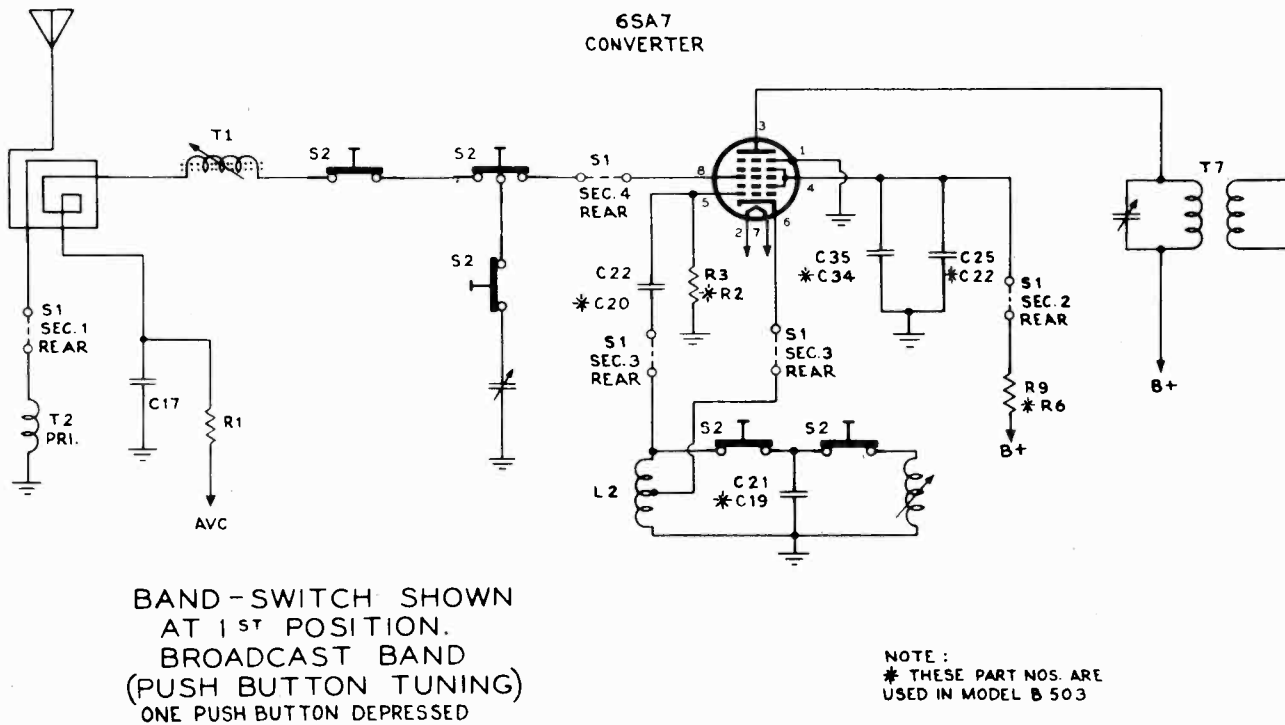 6SA7
CONVERTER
T1
S2
S2
S1
SEC. 4
REAR
8
5
3
1
4
6
2
7
T7
S2
C22
* C20
R3
* R2
C35
* C34
C25
* C22
S1
SEC. 2
REAR
S1
SEC. 1
REAR
S1
SEC. 3
REAR
S1
SEC. 3
REAR
T2
PRI.
C17
R1
AVC
R9
* R6
B+
B+
S2
S2
L2
C21
* C19
BAND-SWITCH SHOWN
AT 1ST POSITION.
BROADCAST BAND
(PUSH BUTTON TUNING)
ONE PUSH BUTTON DEPRESSED
NOTE:
* THESE PART NOS. ARE
USED IN MODEL B 503